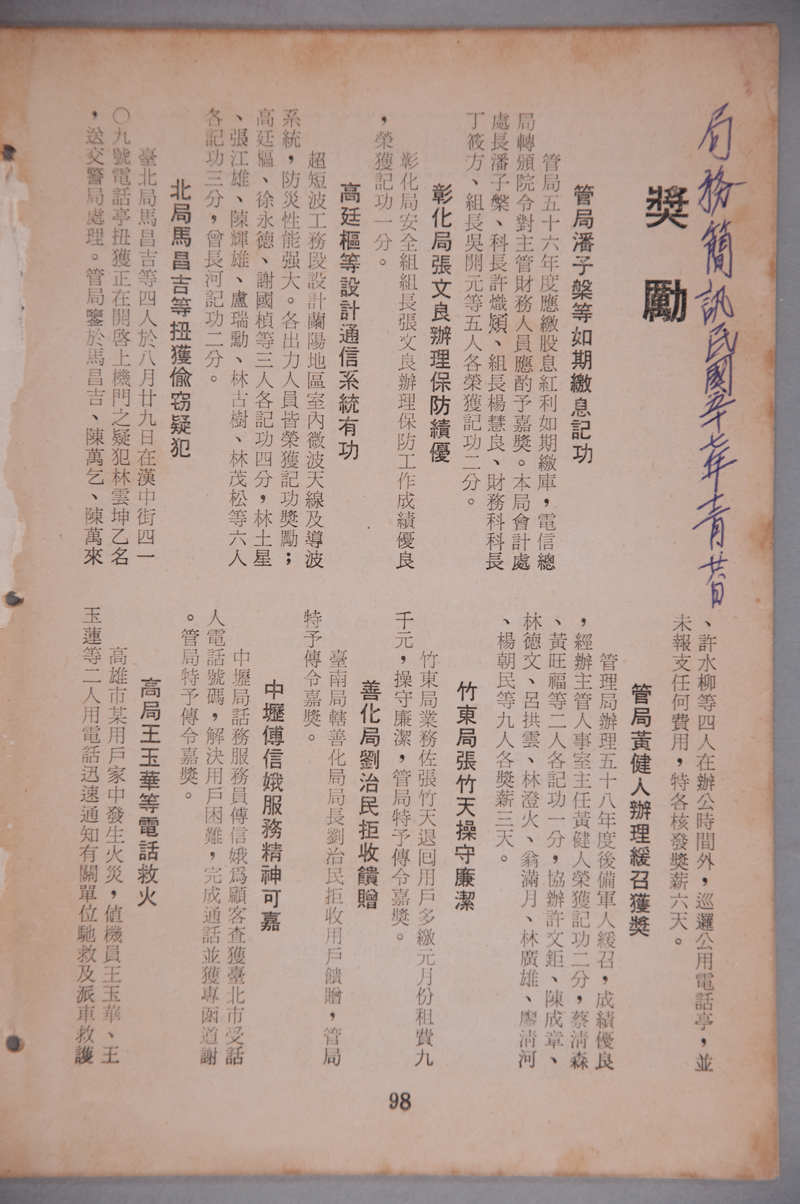 局務簡訊民國五十七年十一月廿日
獎勵
管局潘子槃等如期繳息記功
管局五十六年度應繳股息紅利如期繳庫，電信總
局轉頒院令對主管財務人員應酌予嘉獎。本局會計處
處長潘子槃、科長許熾熲、組長楊慧良、財務科科長
丁筱方、組長吳開元等五人各榮獲記功二分。
彰化局張文良辦理保防績優
彰化局安全組組長張文良辦理保防工作成績優良
，榮獲記功一分。
高廷樞等設計通信系統有功
超短波工務段設計蘭陽地區室內微波天線及導波
系統，防災性能强大。各出力人員皆榮獲記功獎勵；
高廷樞、徐永德、謝國楨等三人各記功四分，林土星
、張江雄、陳輝雄、盧瑞勳、林古樹、林茂松等六人
各記功三分，曾長河記功二分。
北局馬昌吉等扭獲偷窃疑犯
臺北局馬昌吉等四人於八月廿九日在漢中街四一
〇九號電話亭扭獲正在開啓上機門之疑犯林雲坤乙名
，送交警局處理。管局鑒於馬昌吉、陳萬乞、陳萬來
、許水柳等四人在辦公時間外，巡邏公用電話亭，並
未報支任何費用，特各核發獎薪六天。
管局黃健人辦理緩召獲獎
管理局辦理五十八年度後備軍人緩召，成績優良
，經辦主管人事室主任黃健人榮獲記功二分，蔡清森
、黃旺福等二人各記功一分，協辦許文鉅、陳成章、
林德文、呂拱雲、林澄火、翁滿月、林廣雄、廖清河
、楊朝民等九人各獎薪三天。
竹東局張竹天操守廉潔
竹東局業務佐張竹天退回用戶多繳元月份租費九
千元，操守廉潔，管局特予傳令嘉獎。
善化局劉治民拒收饋贈
臺南局轄善化局局長劉治民拒收用戶饋贈，管局
特予傳令嘉獎。
中壢傅信娥服務精神可嘉
中壢局話務服務員傅信娥爲顧客查獲臺北市受話
人電話號碼，解決用戶困難，完成通話並獲專函道謝
。管局特予傳令嘉獎。
高局王玉華等電話救火
高雄市某用戶家中發生火災，値機員王玉華、王
玉蓮等二人用電話迅速通知有關單位馳救及派車救護
98